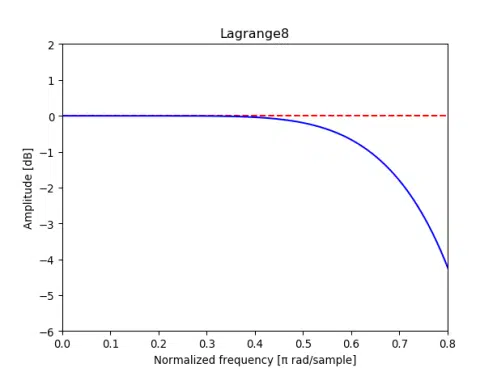 Lagrange8
2
1
0
−1
−2
−3
−4
−5
−6
Amplitude [dB]
0.0 0.1 0.2 0.3 0.4 0.5 0.6 0.7 0.8
Normalized frequency [π rad/sample]